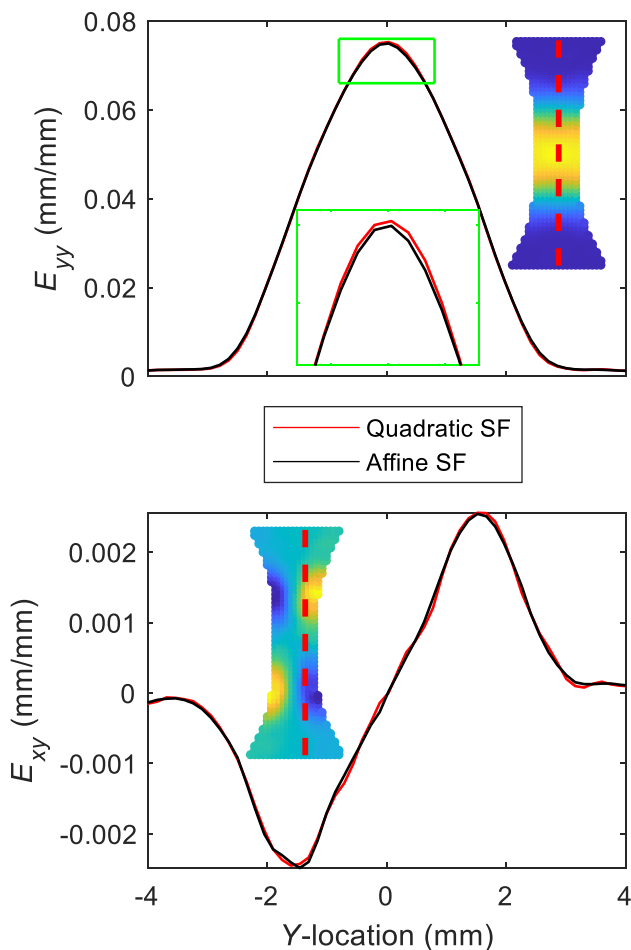 0.08
0.06
0.04
0.02
0
E_yy (mm/mm)
Quadratic SF
Affine SF
0.002
0.001
0
-0.001
-0.002
E_xy (mm/mm)
-4 -2 0 2 4
Y-location (mm)